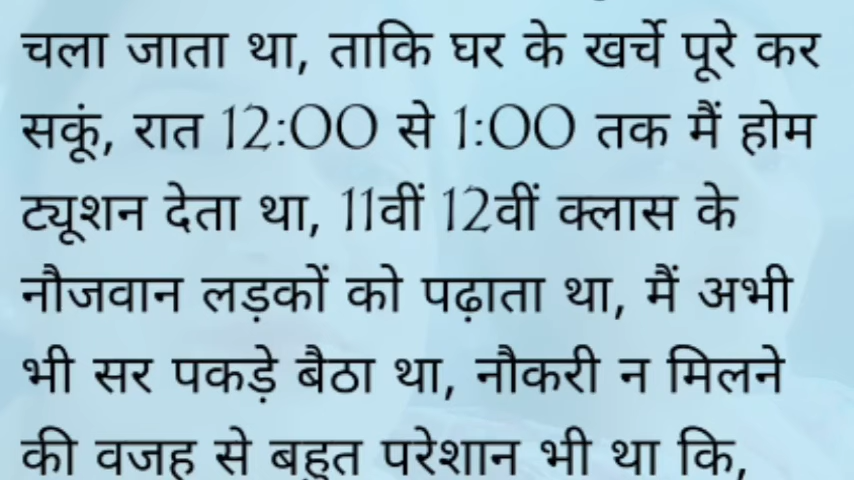 चला जाता था, ताकि घर के खर्चे पूरे कर
सकूं, रात 12:00 से 1:00 तक मैं होम
ट्यूशन देता था, 11वीं 12वीं क्लास के
नौजवान लड़कों को पढ़ाता था, मैं अभी
भी सर पकड़े बैठा था, नौकरी न मिलने
की वजह से बहुत परेशान भी था कि,